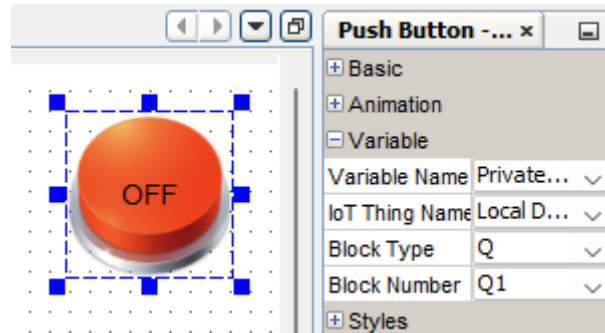 Push Button -...
Basic
Animation
Variable
Variable Name Private...
IoT Thing Name Local D...
Block Type Q
Block Number Q1
Styles
OFF